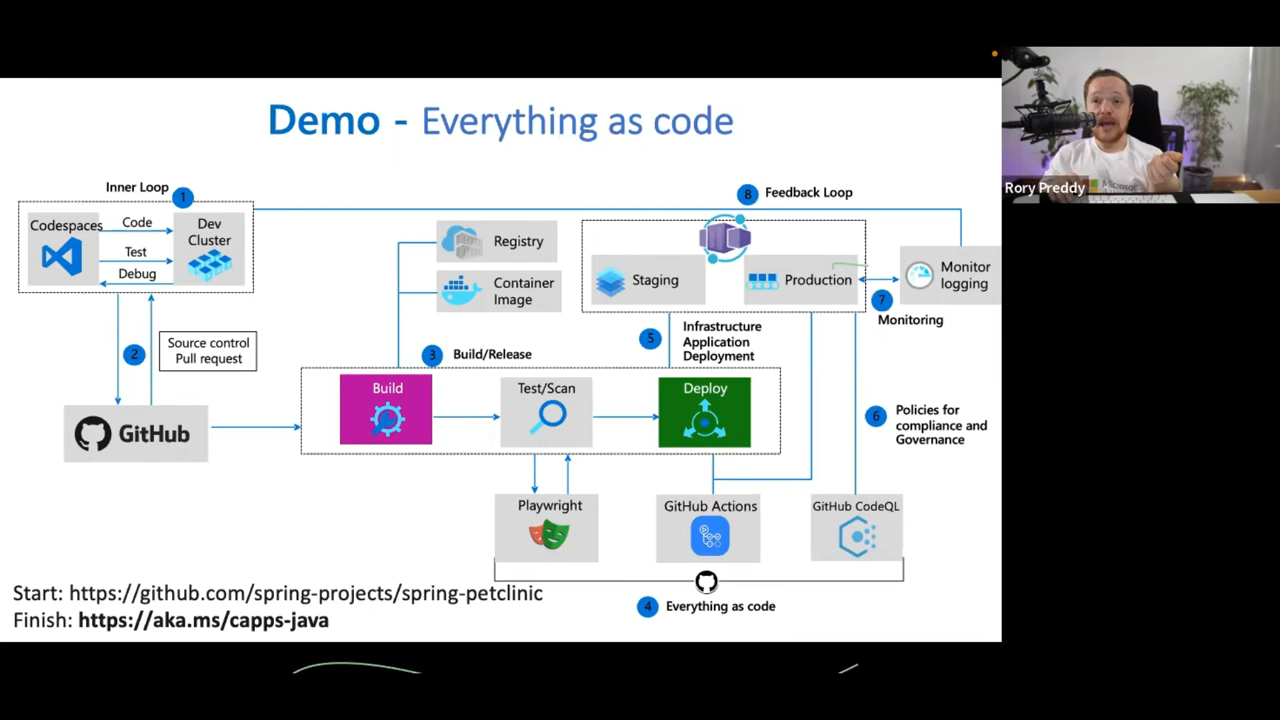 Demo - Everything as code
Inner Loop
1
Codespaces
Code
Test
Debug
Dev
Cluster
2
Source control
Pull request
GitHub
Registry
Container
Image
3
Build/Release
Build
Test/Scan
Deploy
8
Feedback Loop
Staging
Production
Monitor
logging
7
Monitoring
5
Infrastructure
Application
Deployment
6
Policies for
compliance and
Governance
Playwright
GitHub Actions
GitHub CodeQL
4
Everything as code
Start: https://github.com/spring-projects/spring-petclinic
Finish: https://aka.ms/capps-java
Microsoft
Rory Preddy